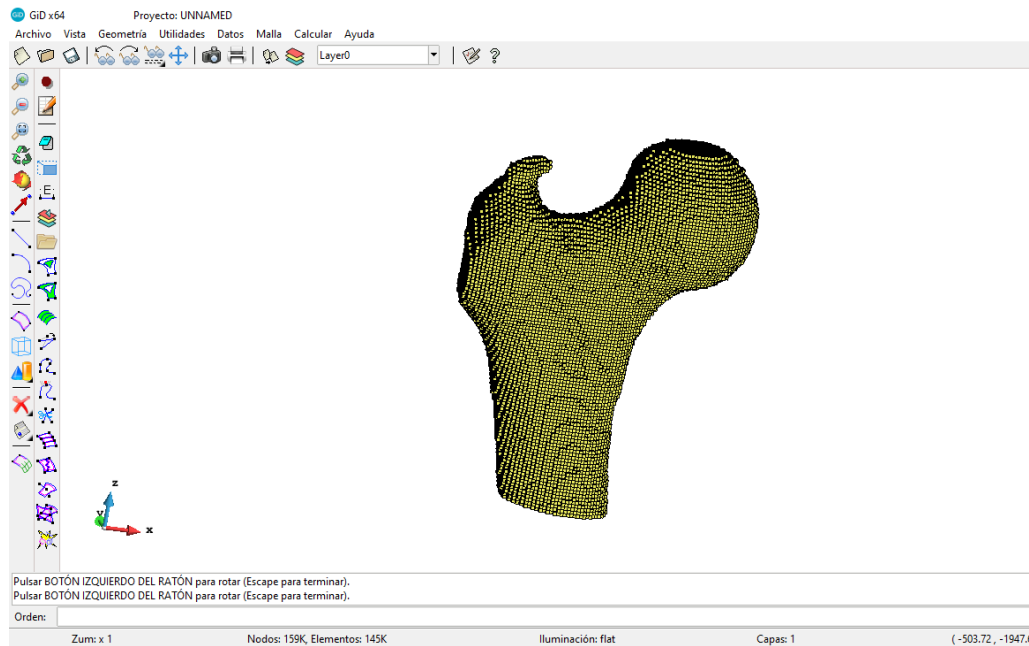 GiD x64 Proyecto: UNNAMED
Archivo Vista Geometría Utilidades Datos Malla Calcular Ayuda
Layer0
E
z
y
x
Pulsar BOTÓN IZQUIERDO DEL RATÓN para rotar (Escape para terminar).
Pulsar BOTÓN IZQUIERDO DEL RATÓN para rotar (Escape para terminar).
Orden:
Zum: x 1 Nodos: 159K, Elementos: 145K Iluminación: flat Capas: 1 ( -503.72 , -1947.